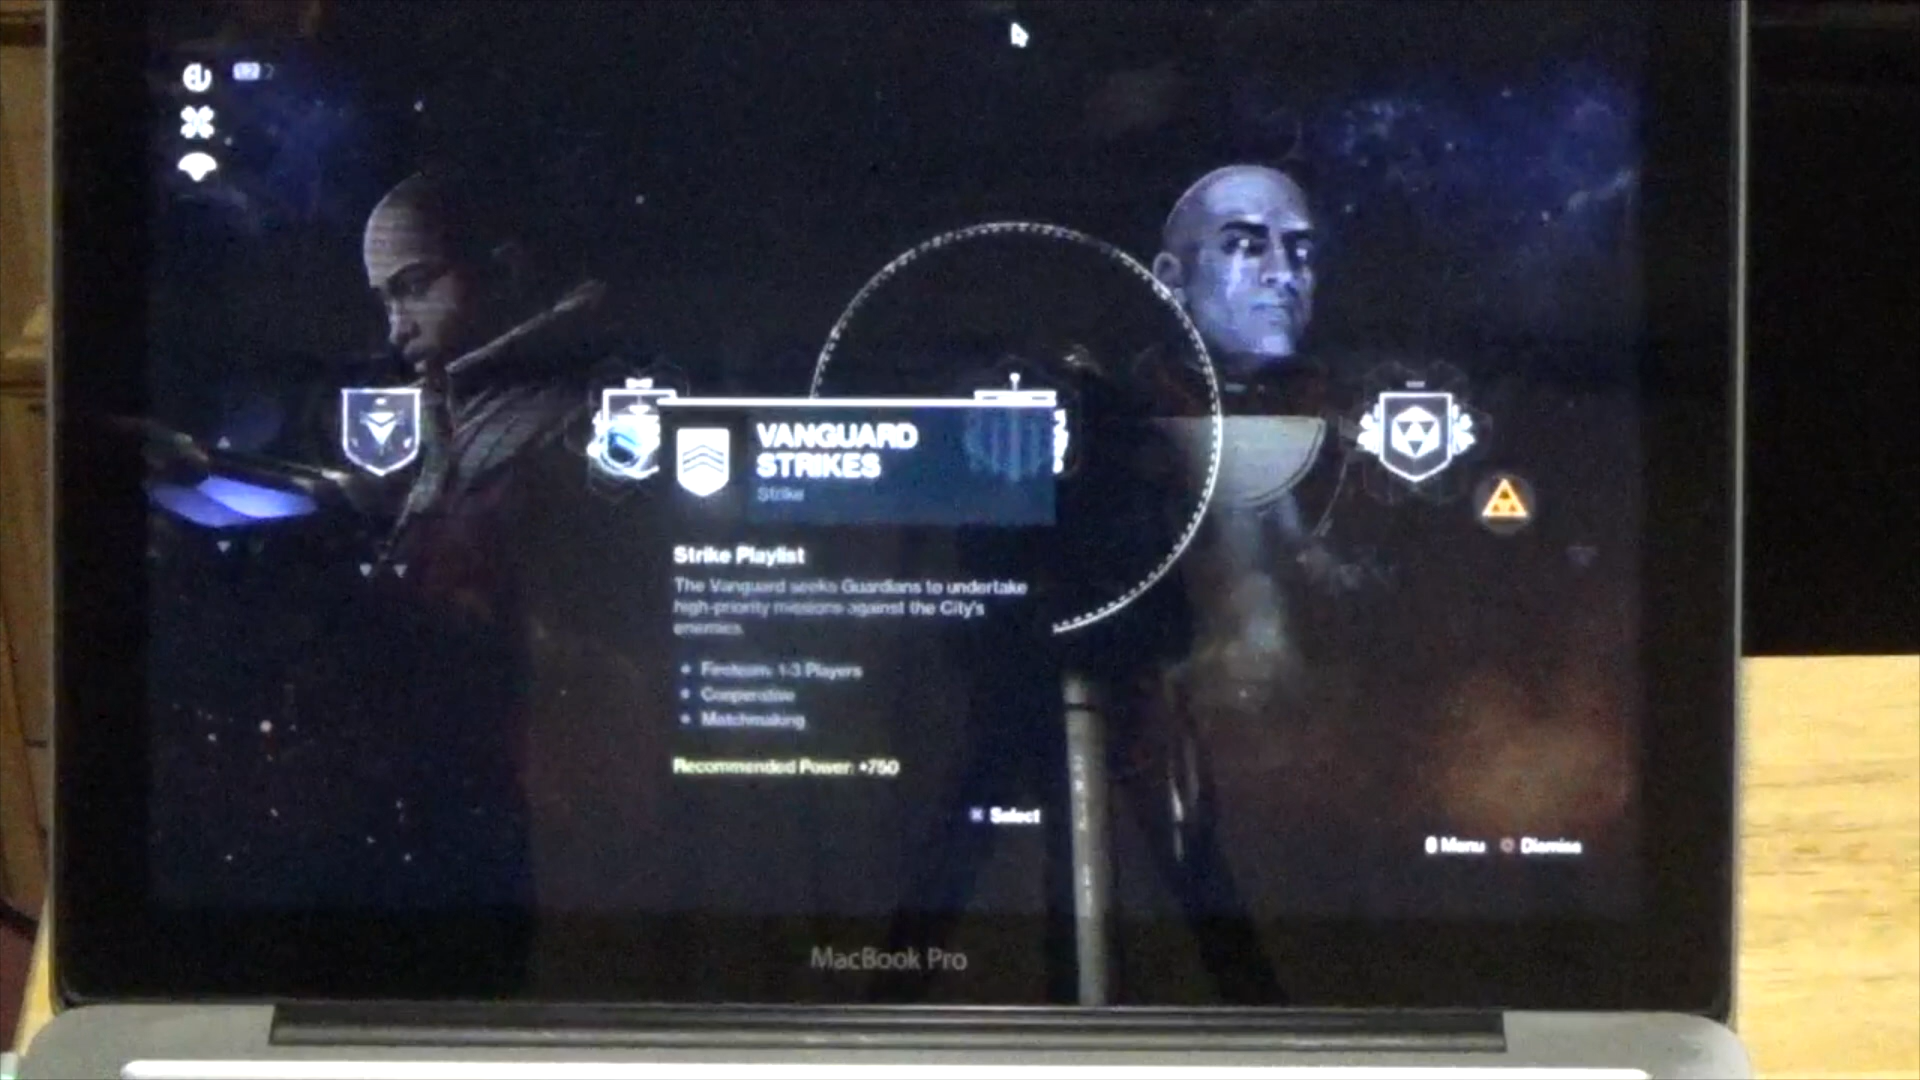 VANGUARD
STRIKES
Strike
Strike Playlist
The Vanguard seeks Guardians to undertake
high-priority missions against the City's
enemies.
Fireteam: 1-3 Players
Cooperative
Matchmaking
Recommended Power: +750
Select
Menu
Dismiss
MacBook Pro